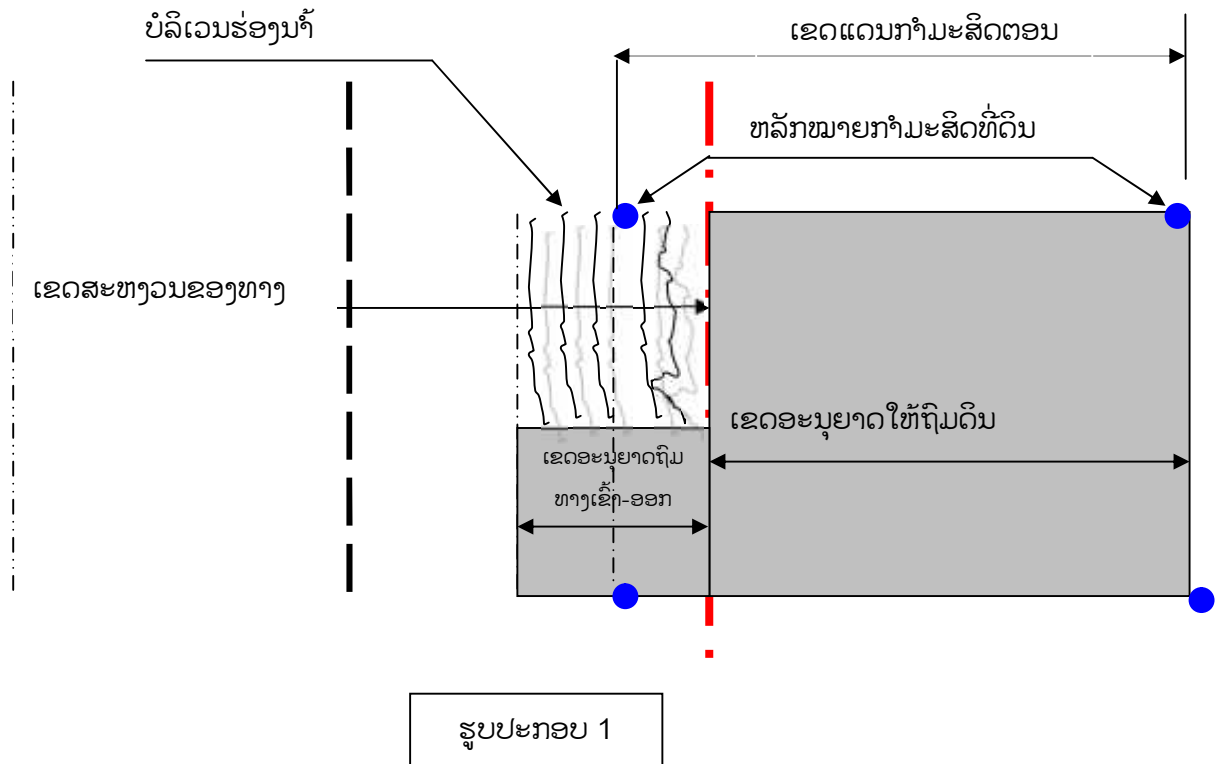 ບໍລິເວນຮ່ອງນໍ້າ
ເຂດແດນກໍາມະສິດຕອນ
ຫລັກໝາຍກໍາມະສິດທີ່ດິນ
ເຂດສະຫງວນຂອງທາງ
ເຂດອະນຸຍາດໃຫ້ຖົມດິນ
ເຂດອະນຸຍາດຖົມ
ທາງເຂົ້າ-ອອກ
ຮູບປະກອບ 1